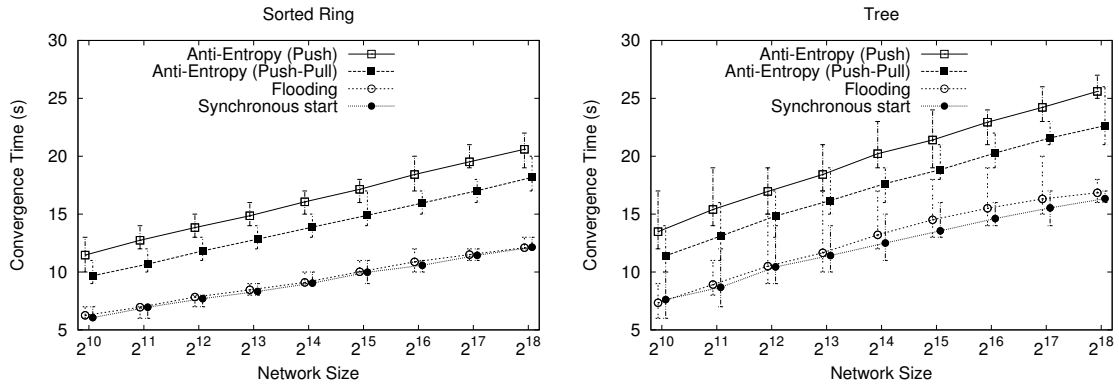 Sorted Ring
30
25
20
15
10
5
Convergence Time (s)
Anti-Entropy (Push)
Anti-Entropy (Push-Pull)
Flooding
Synchronous start
2^10 2^11 2^12 2^13 2^14 2^15 2^16 2^17 2^18
Network Size
Tree
30
25
20
15
10
5
Convergence Time (s)
Anti-Entropy (Push)
Anti-Entropy (Push-Pull)
Flooding
Synchronous start
2^10 2^11 2^12 2^13 2^14 2^15 2^16 2^17 2^18
Network Size